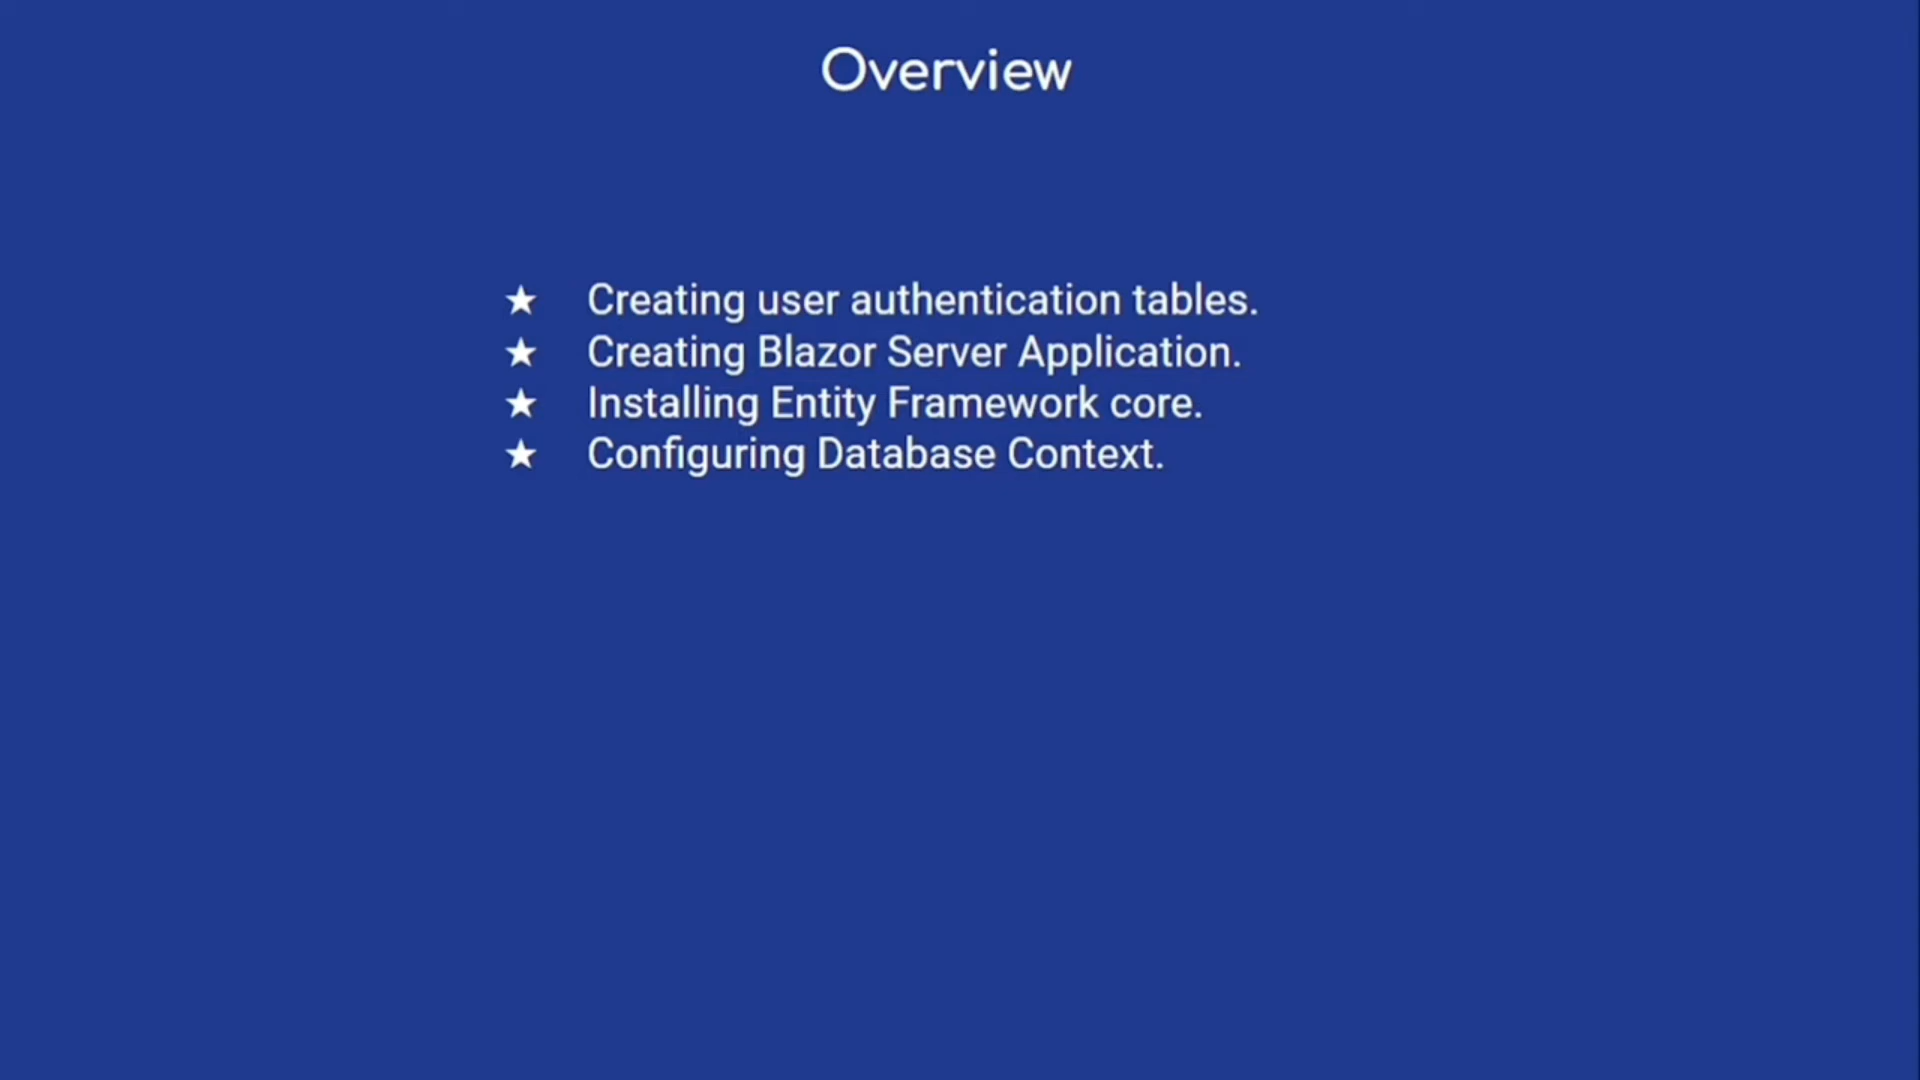 Overview
★ Creating user authentication tables.
★ Creating Blazor Server Application.
★ Installing Entity Framework core.
★ Configuring Database Context.